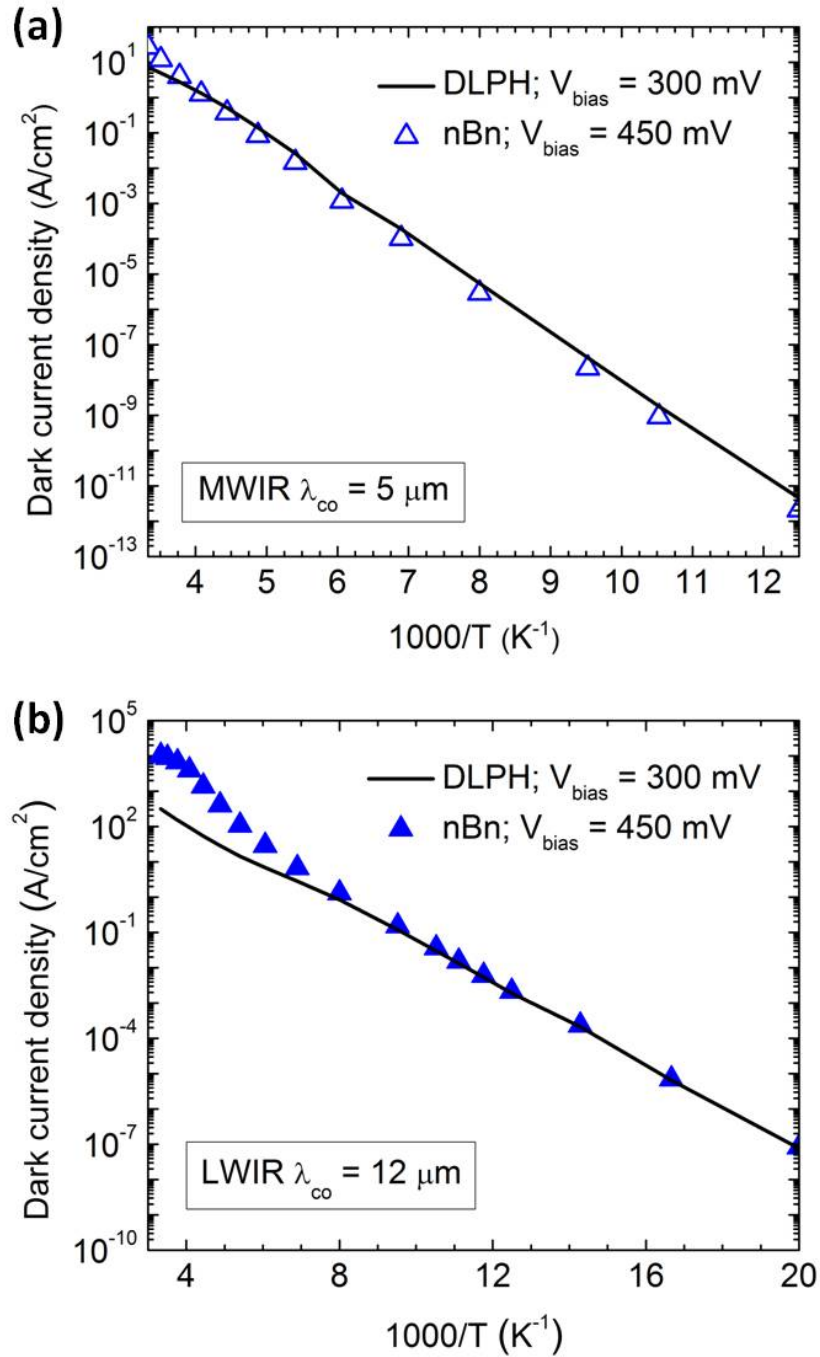 (a)
10^1
10^-1
10^-3
10^-5
10^-7
10^-9
10^-11
10^-13
Dark current density (A/cm^2)
DLPH; V_bias = 300 mV
nBn; V_bias = 450 mV
MWIR λ_co = 5 μm
4 5 6 7 8 9 10 11 12
1000/T (K^-1)
(b)
10^5
10^2
10^-1
10^-4
10^-7
10^-10
Dark current density (A/cm^2)
DLPH; V_bias = 300 mV
nBn; V_bias = 450 mV
LWIR λ_co = 12 μm
4 8 12 16 20
1000/T (K^-1)